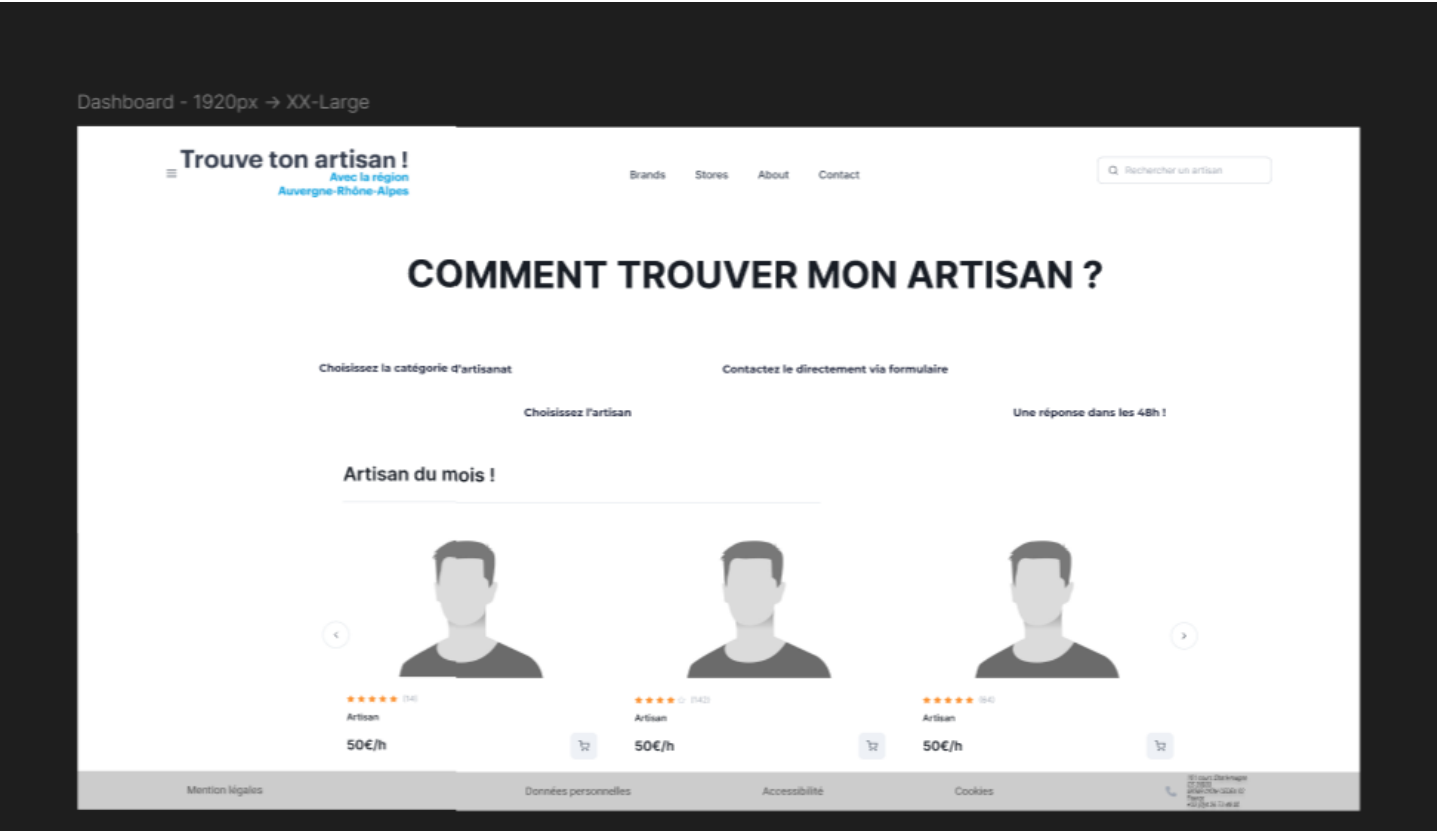 Dashboard - 1920px → XX-Large
Trouve ton artisan !
Avec la région
Auvergne-Rhône-Alpes
Brands Stores About Contact
Rechercher un artisan
COMMENT TROUVER MON ARTISAN ?
Choisissez la catégorie d'artisanat
Contactez le directement via formulaire
Choisissez l'artisan
Une réponse dans les 48h !
Artisan du mois !
(142)
(64)
Artisan
50€/h
Artisan
50€/h
Artisan
50€/h
Mention légales
Données personnelles
Accessibilité
Cookies